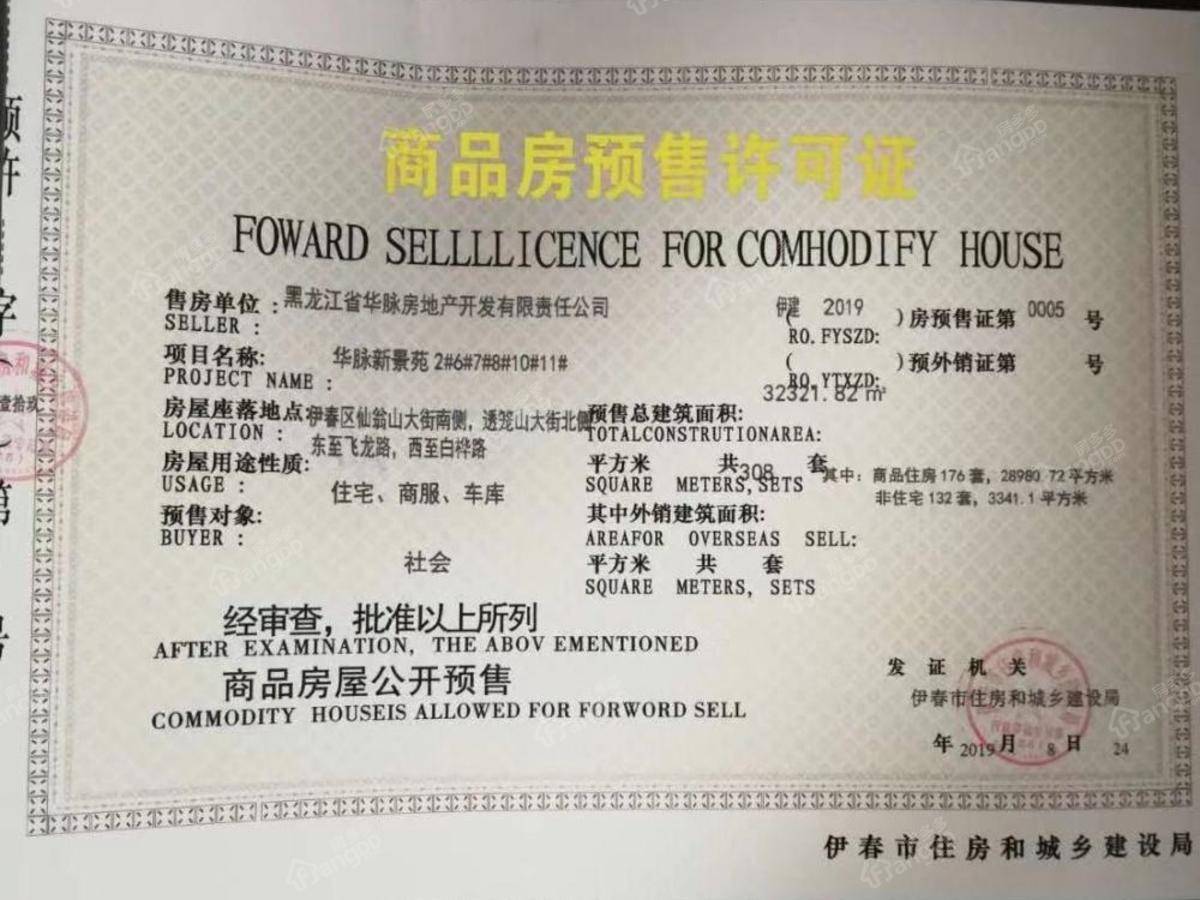 商品房预售许可证
FOWARD SELLLLICENCE FOR COMHODIFY HOUSE
售房单位：黑龙江省华脉房地产开发有限责任公司
SELLER :
（伊建 2019）房预售证第 0005 号
RO.FYSZD:
项目名称: 华脉新景苑 2#6#7#8#10#11#
PROJECT NAME :
（ ）预外销证第 号
RO.YTXZD:
房屋座落地点: 伊春区仙翁山大街南侧，透笼山大街北侧
LOCATION : 东至飞龙路，西至白桦路
32321.82 ㎡
预售总建筑面积:
TOTALCONSTRUTIONAREA:
房屋用途性质: 住宅、商服、车库
USAGE :
平方米 共 308 套
SQUARE METERS, SETS
其中：商品住房 176 套，28980.72 平方米
非住宅 132 套，3341.1 平方米
预售对象: 社会
BUYER :
其中外销建筑面积:
AREAFOR OVERSEAS SELL:
平方米 共 套
SQUARE METERS, SETS
经审查，批准以上所列
AFTER EXAMINATION, THE ABOV EMENTIONED
商品房屋公开预售
COMMODITY HOUSEIS ALLOWED FOR FORWORD SELL
发证机关
伊春市住房和城乡建设局
年 2019 月 8 日 24
伊春市住房和城乡建设局